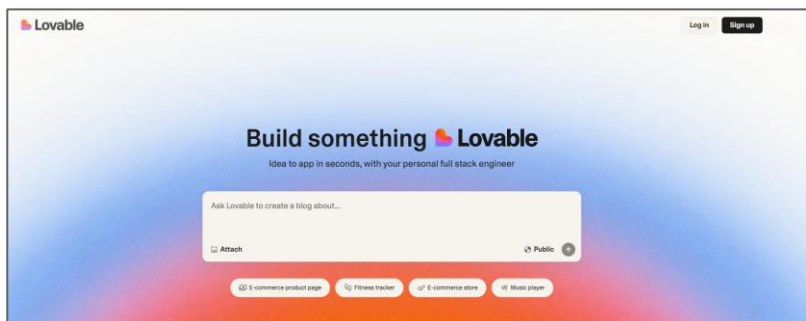 Lovable
Log in
Sign up
Build something Lovable
Idea to app in seconds, with your personal full stack engineer
Ask Lovable to create a blog about...
Attach
Public
E-commerce product page
Fitness tracker
E-commerce store
Music player